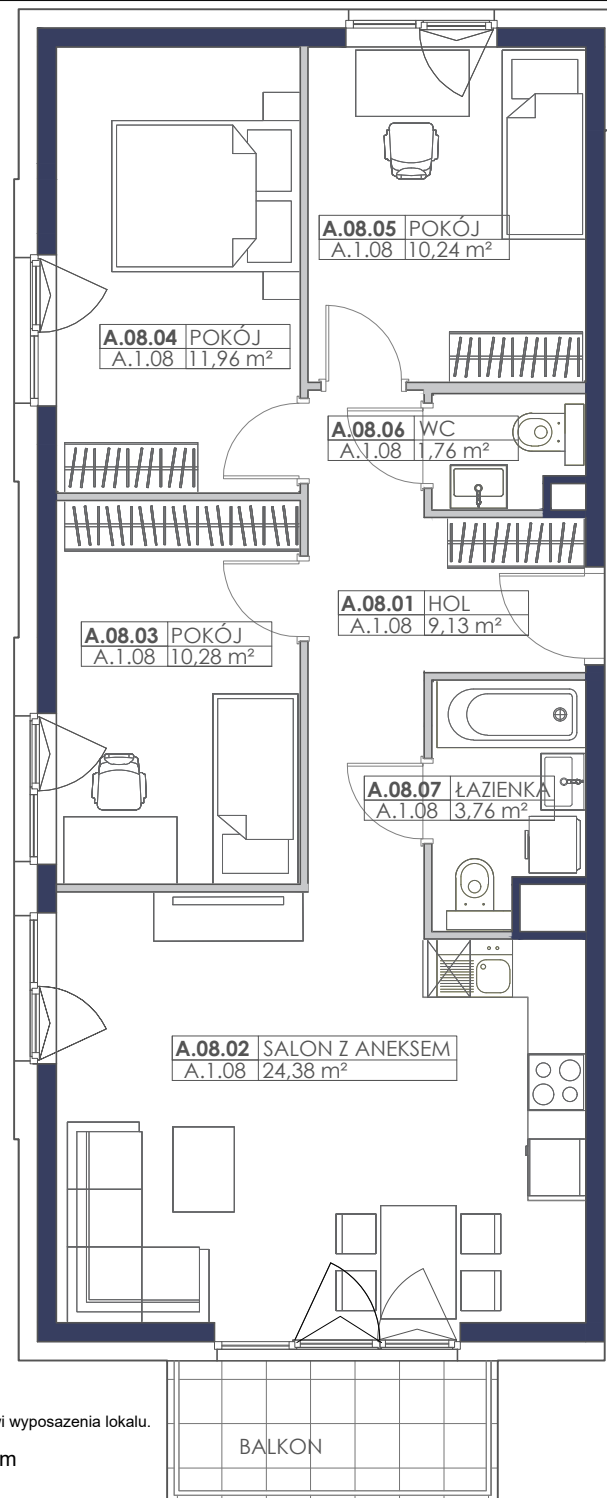 A.08.05 POKÓJ
A.1.08 10,24 m²
A.08.04 POKÓJ
A.1.08 11,96 m²
A.08.06 WC
A.1.08 1,76 m²
A.08.01 HOL
A.1.08 9,13 m²
A.08.03 POKÓJ
A.1.08 10,28 m²
A.08.07 ŁAZIENKA
A.1.08 3,76 m²
A.08.02 SALON Z ANEKSEM
A.1.08 24,38 m²
wyposazenia lokalu.
m
BALKON